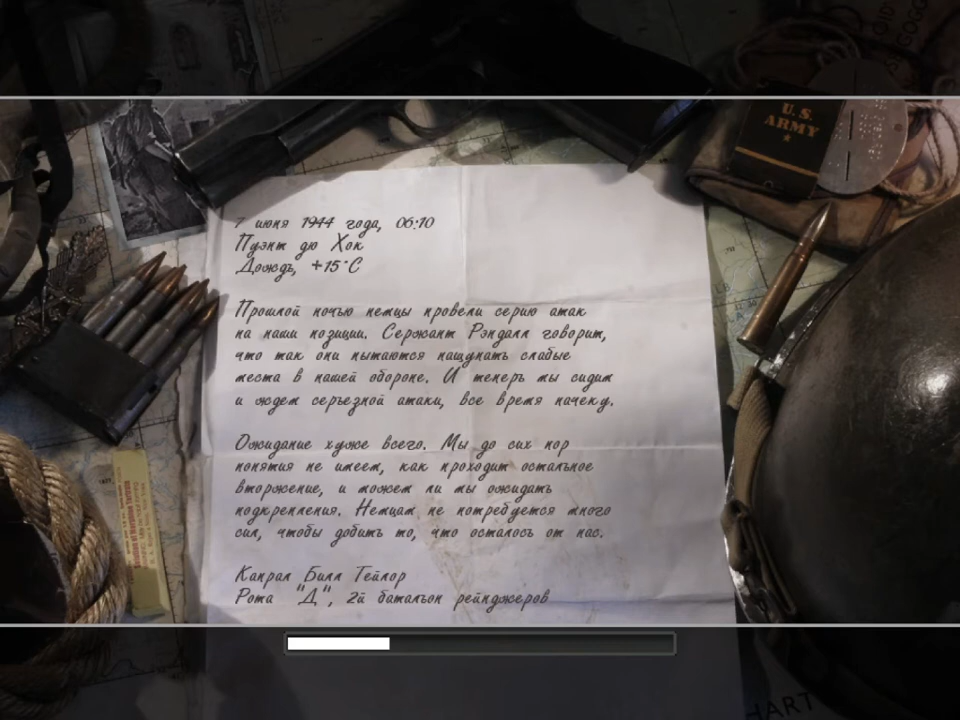 U.S.
ARMY
7 июня 1944 года, 06:10
Пуэнт дю Хок
Дождь, +15°C
Прошлой ночью немцы провели серию атак
на наши позиции. Сержант Рэндалл говорит,
что так они пытаются нащупать слабые
места в нашей обороне. И теперь мы сидим
и ждем серьезной атаки, все время начеку.
Ожидание хуже всего. Мы до сих пор
понятия не имеем, как проходит остальное
вторжение, и можем ли мы ожидать
подкрепления. Немцам не потребуется много
сил, чтобы добить то, что осталось от нас.
Капрал Билл Тейлор
Рота "Д", 2й батальон рейнджеров